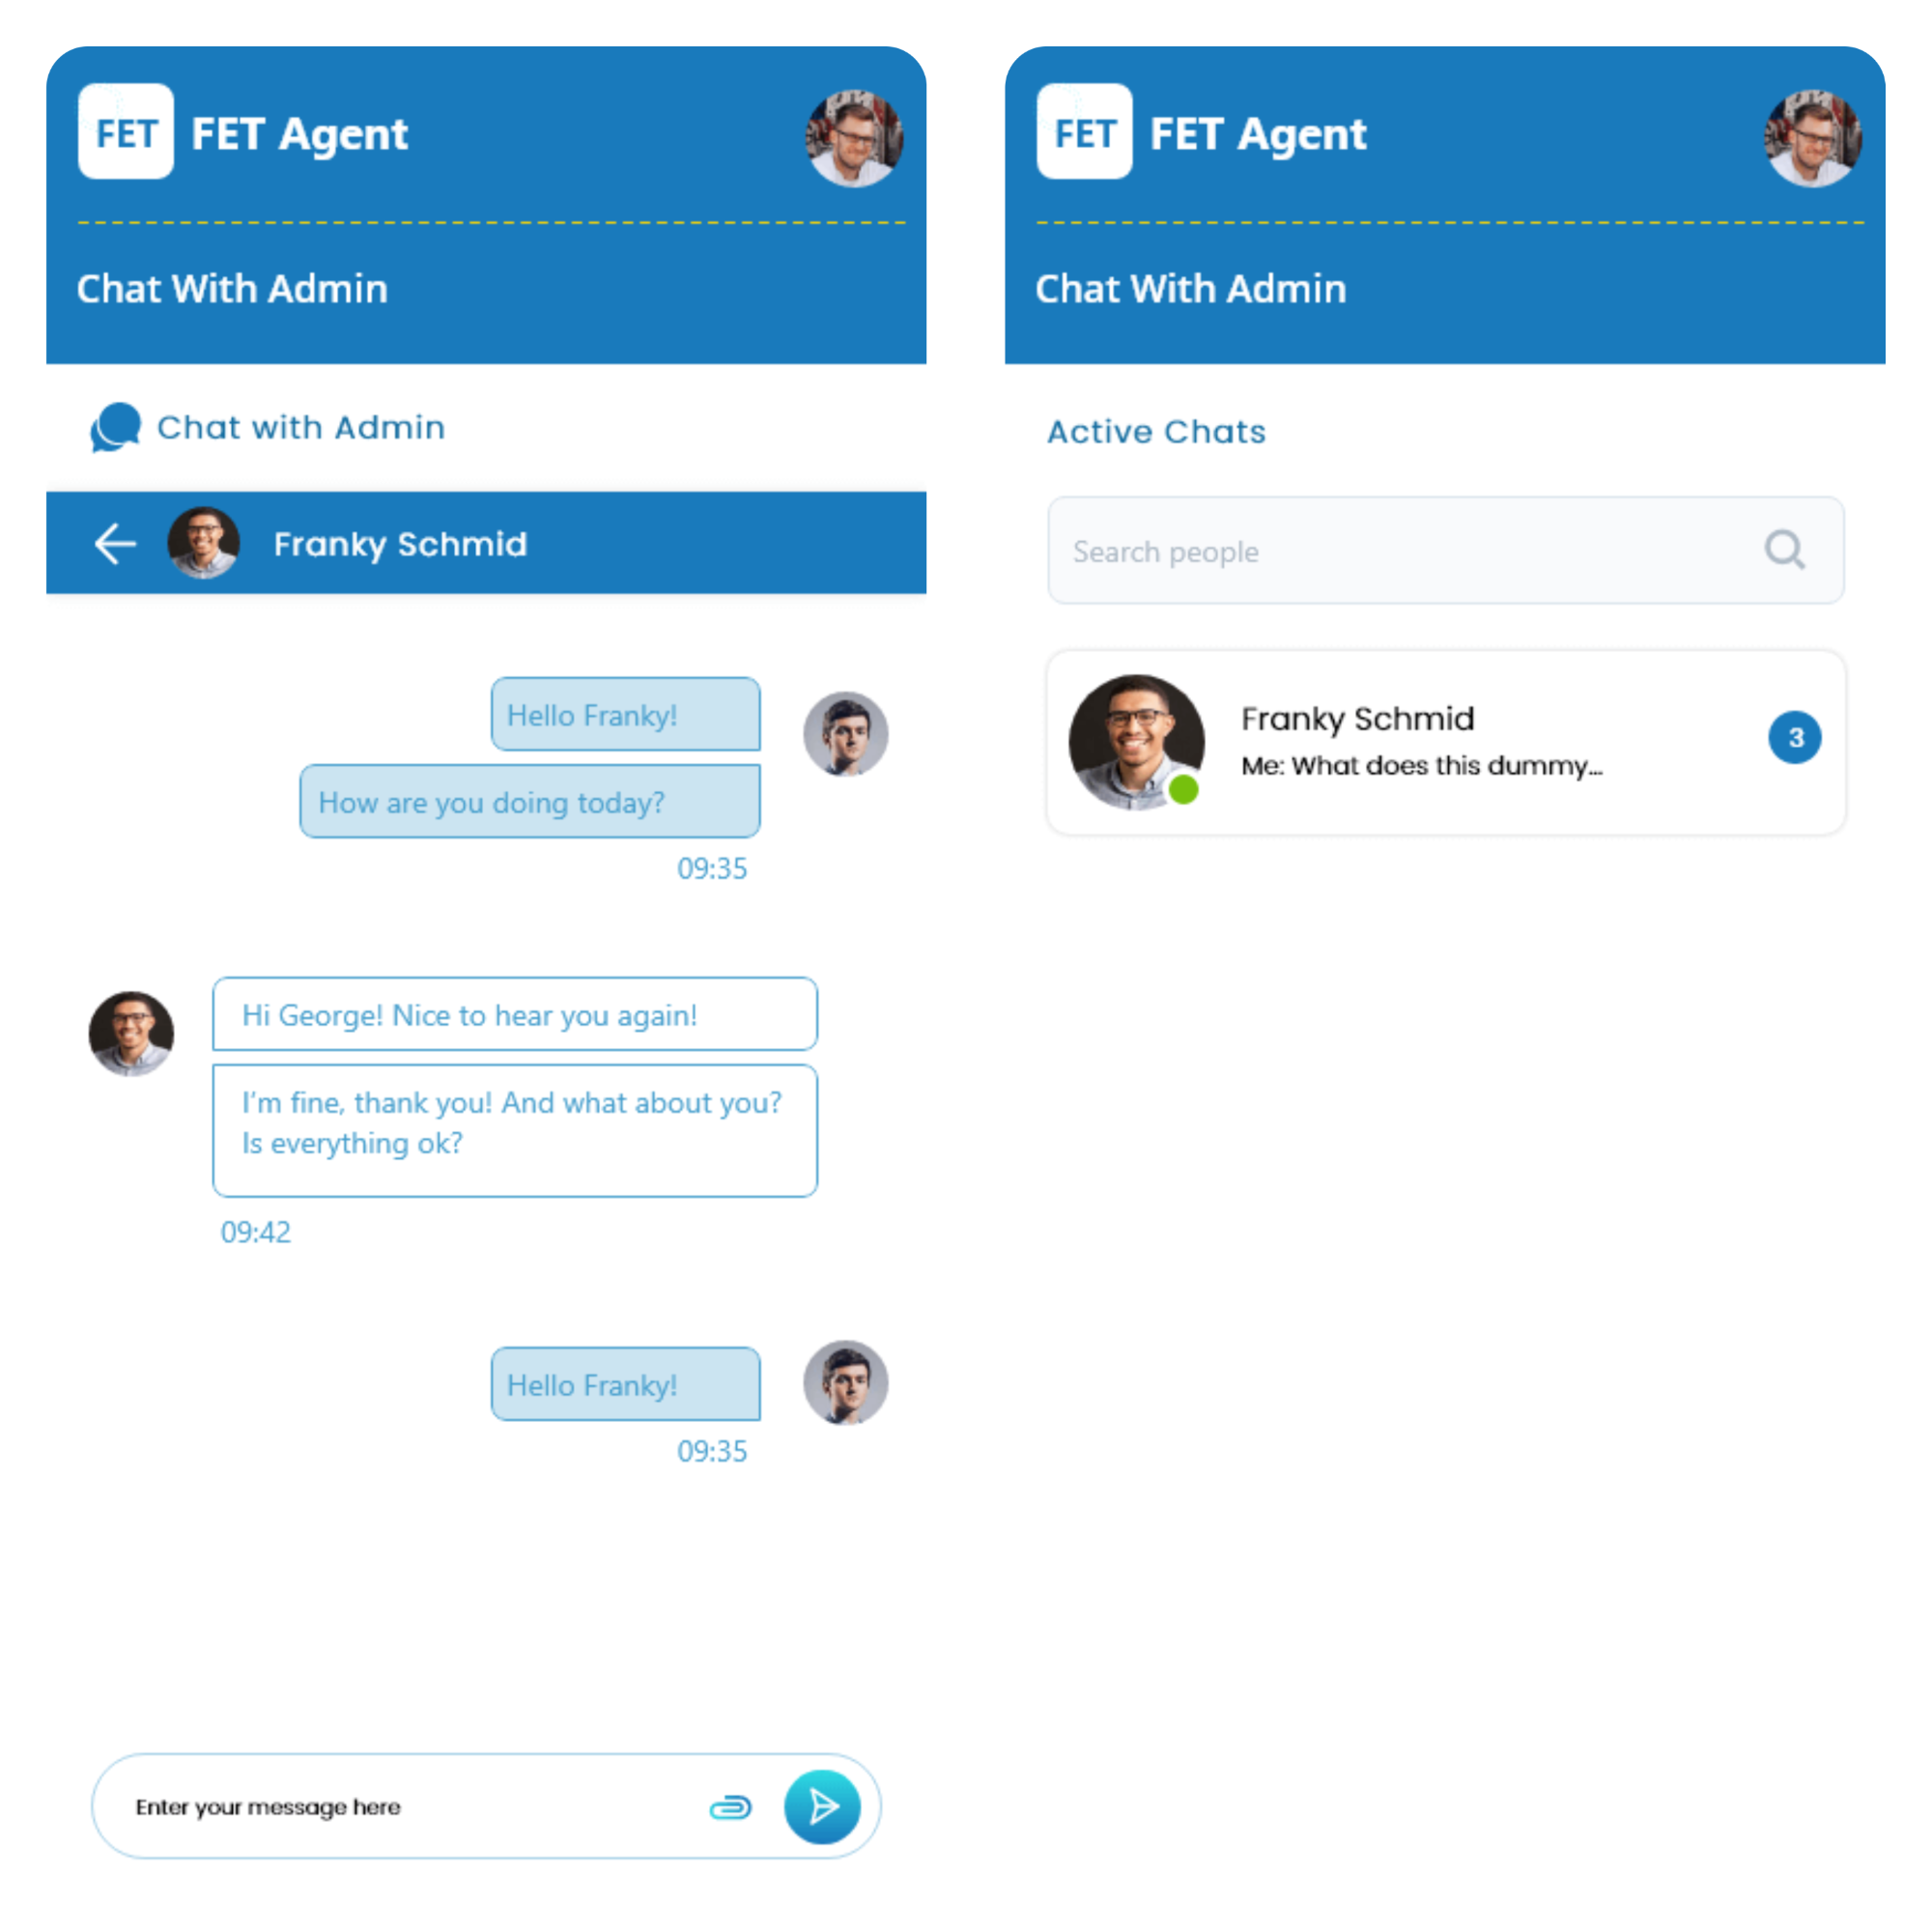 FET FET Agent
Chat With Admin
Chat with Admin
Franky Schmid
Hello Franky!
How are you doing today?
09:35
Hi George! Nice to hear you again!
I'm fine, thank you! And what about you?
Is everything ok?
09:42
Hello Franky!
09:35
Enter your message here
FET FET Agent
Chat With Admin
Active Chats
Search people
Franky Schmid
3
Me: What does this dummy...